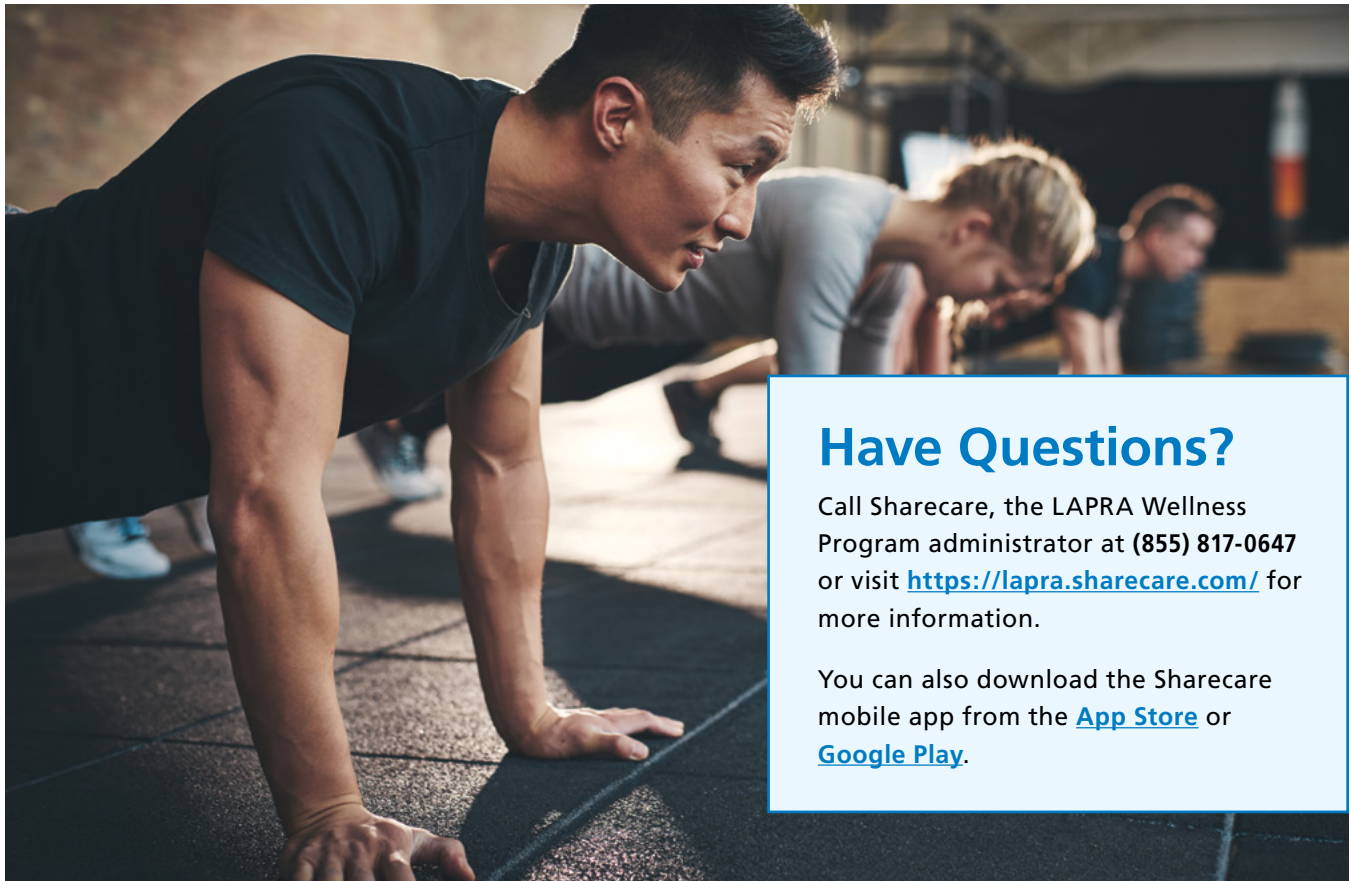 Have Questions?
Call Sharecare, the LAPRA Wellness
Program administrator at (855) 817-0647
or visit https://lapra.sharecare.com/ for
more information.
You can also download the Sharecare
mobile app from the App Store or
Google Play.